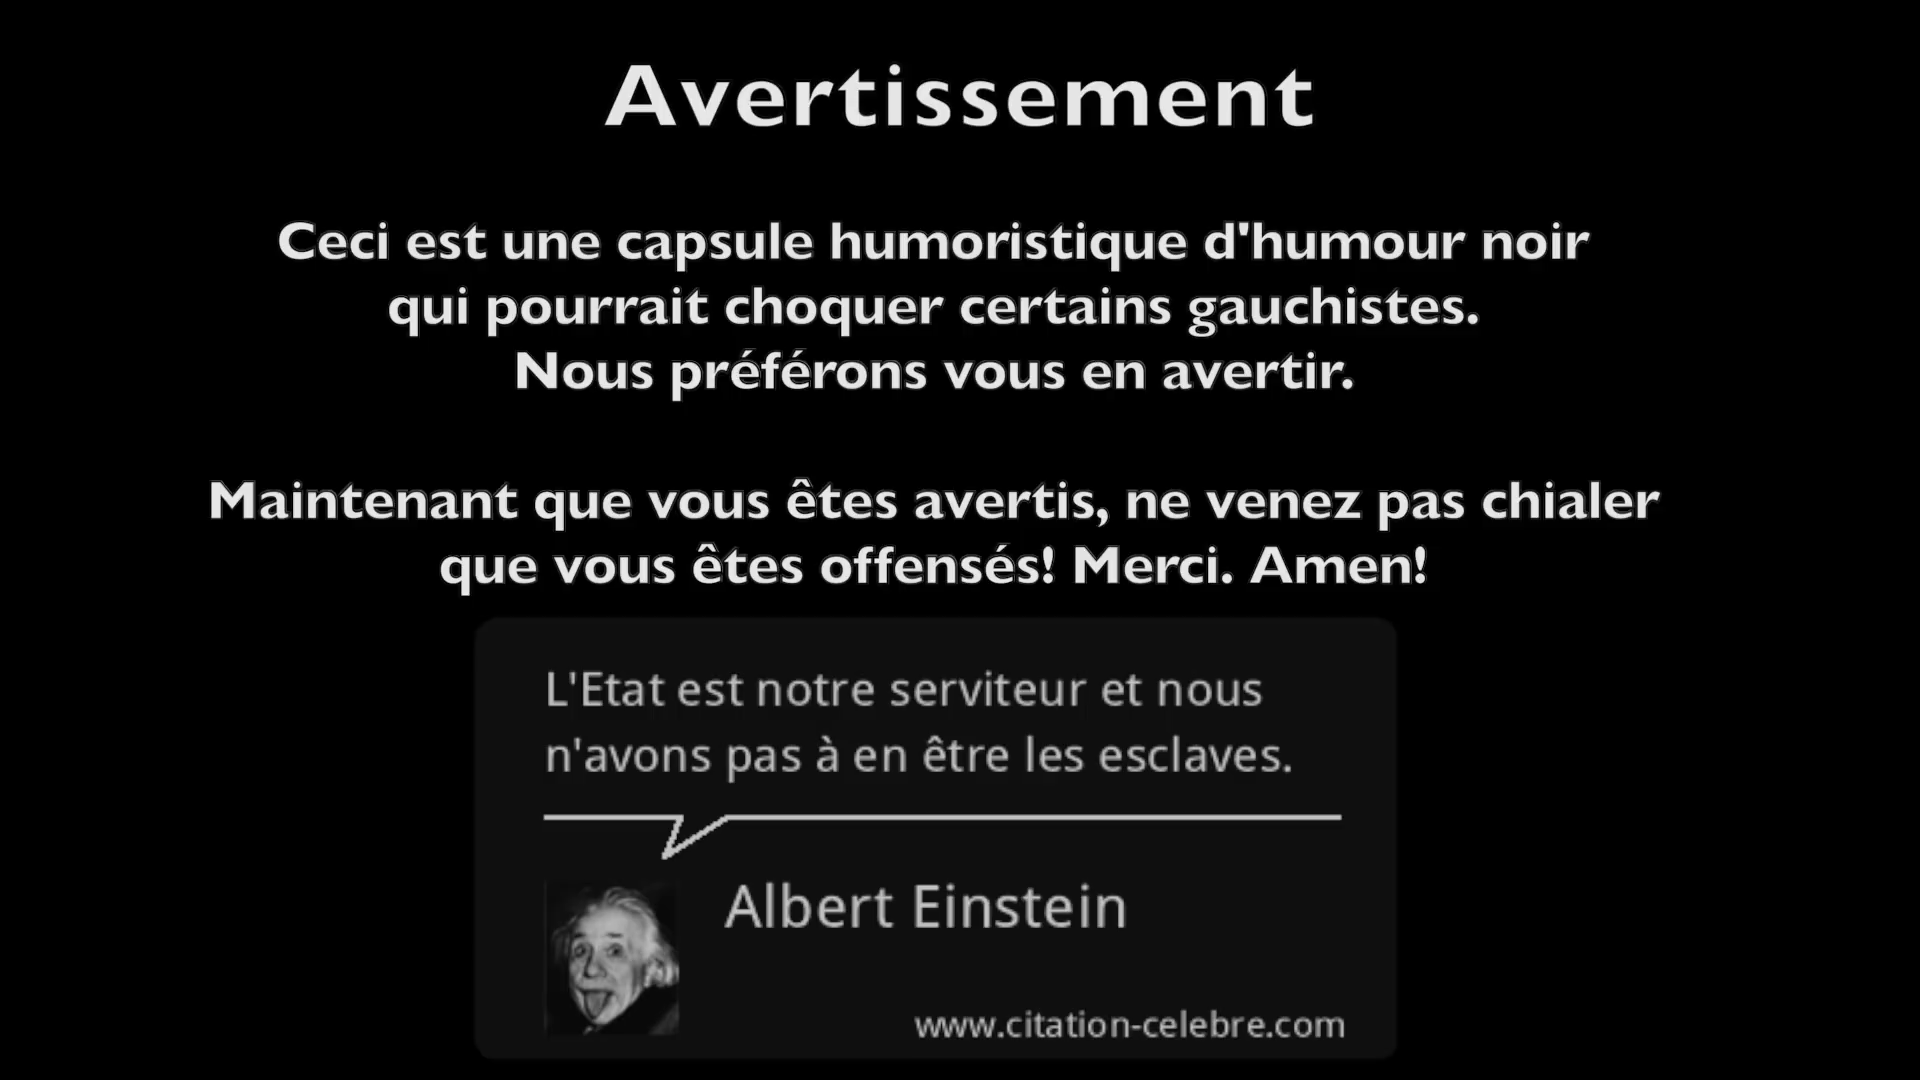 Avertissement
Ceci est une capsule humoristique d'humour noir
qui pourrait choquer certains gauchistes.
Nous préférons vous en avertir.
Maintenant que vous êtes avertis, ne venez pas chialer
que vous êtes offensés! Merci. Amen!
L'Etat est notre serviteur et nous
n'avons pas à en être les esclaves.
Albert Einstein
www.citation-celebre.com